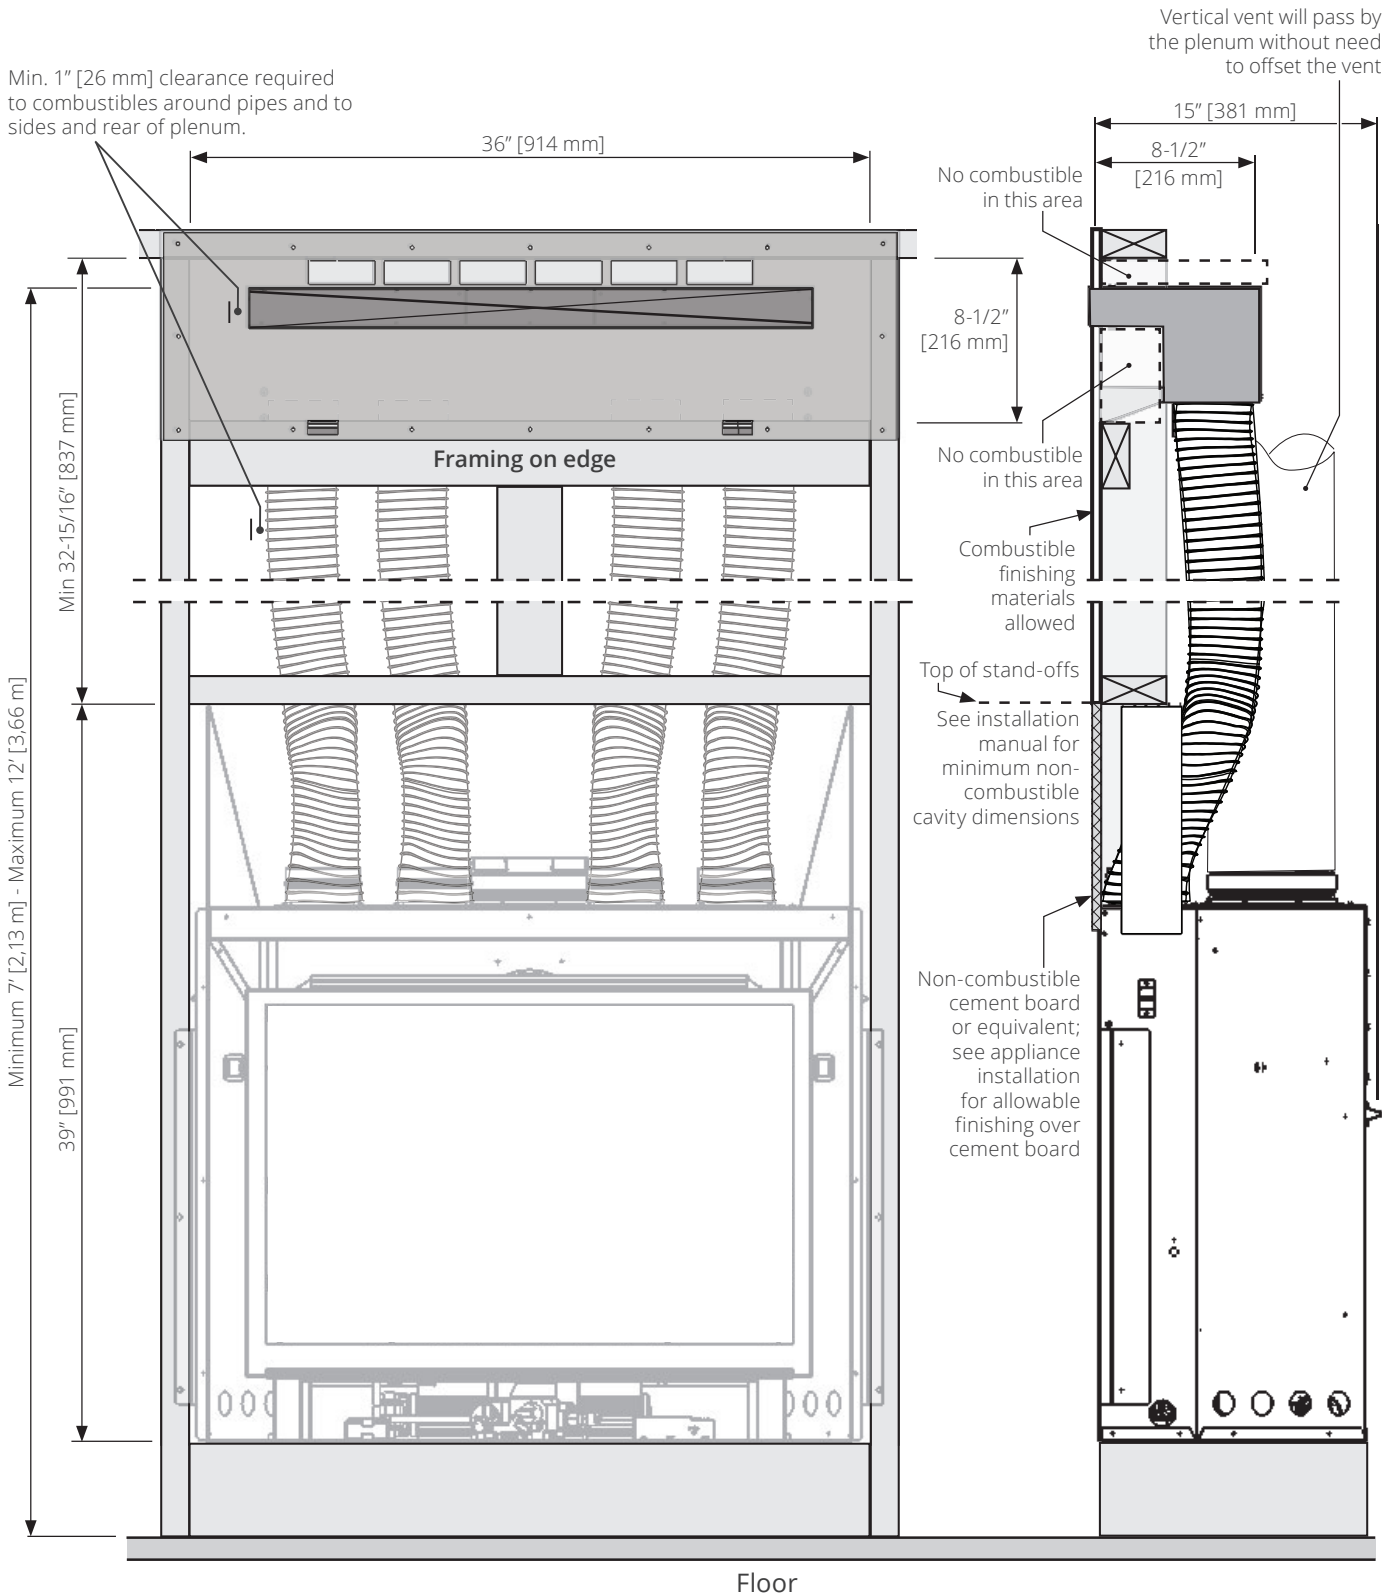 Vertical vent will pass by
the plenum without need
to offset the vent
Min. 1” [26 mm] clearance required
to combustibles around pipes and to
sides and rear of plenum.
36” [914 mm]
15” [381 mm]
8-1/2”
[216 mm]
No combustible
in this area
8-1/2”
[216 mm]
Min 32-15/16” [837 mm]
Framing on edge
No combustible
in this area
Combustible
finishing
materials
allowed
Top of stand-offs
See installation
manual for
minimum non-
combustible
cavity dimensions
Minimum 7’ [2,13 m] - Maximum 12’ [3,66 m]
39” [991 mm]
Non-combustible
cement board
or equivalent;
see appliance
installation
for allowable
finishing over
cement board
Floor